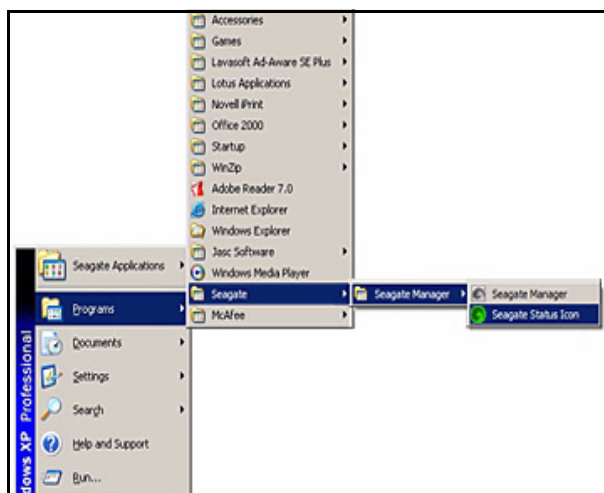 Accessories
Games
Lavasoft Ad-Aware SE Plus
Lotus Applications
Novell iPrint
Office 2000
Startup
WinZip
Adobe Reader 7.0
Internet Explorer
Windows Explorer
Jasc Software
Windows Media Player
Seagate
McAfee
Seagate Manager
Seagate Manager
Seagate Status Icon
Seagate Applications
Programs
Documents
Settings
Search
Help and Support
Run...
dows XP Professional